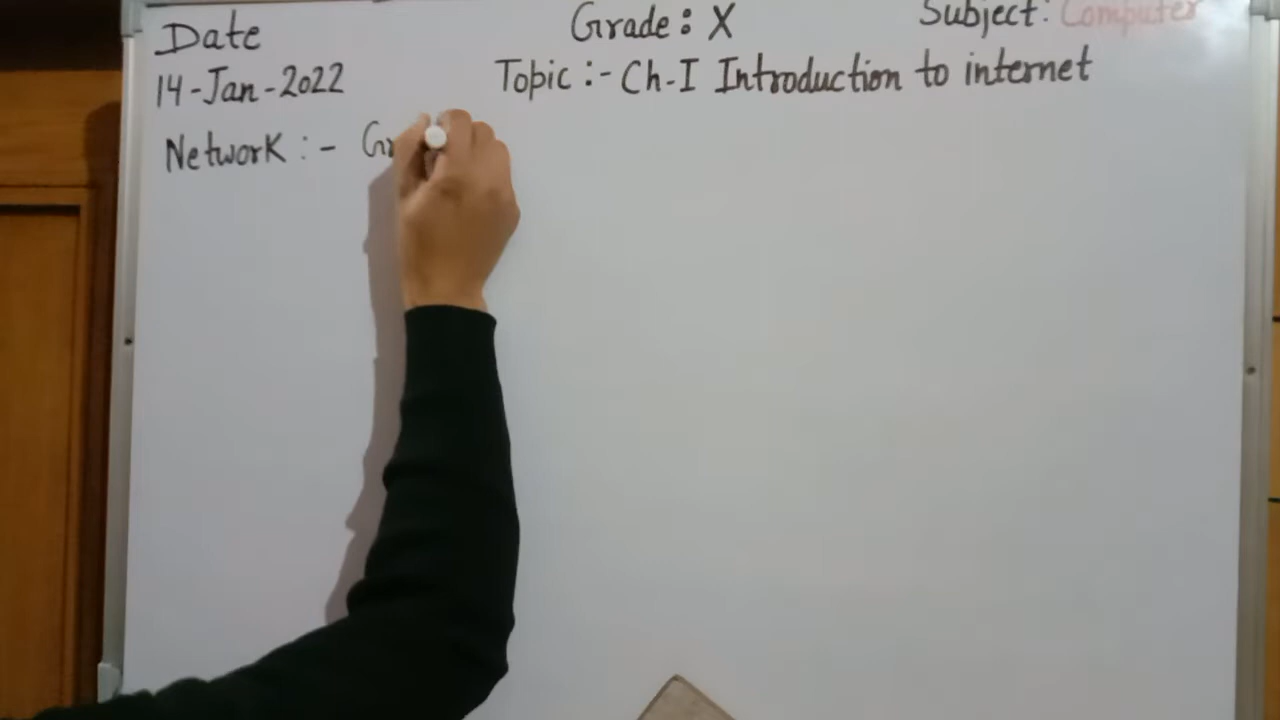 Date Grade : X Subject: Computer
14-Jan-2022 Topic :- Ch-I Introduction to internet
Network :-